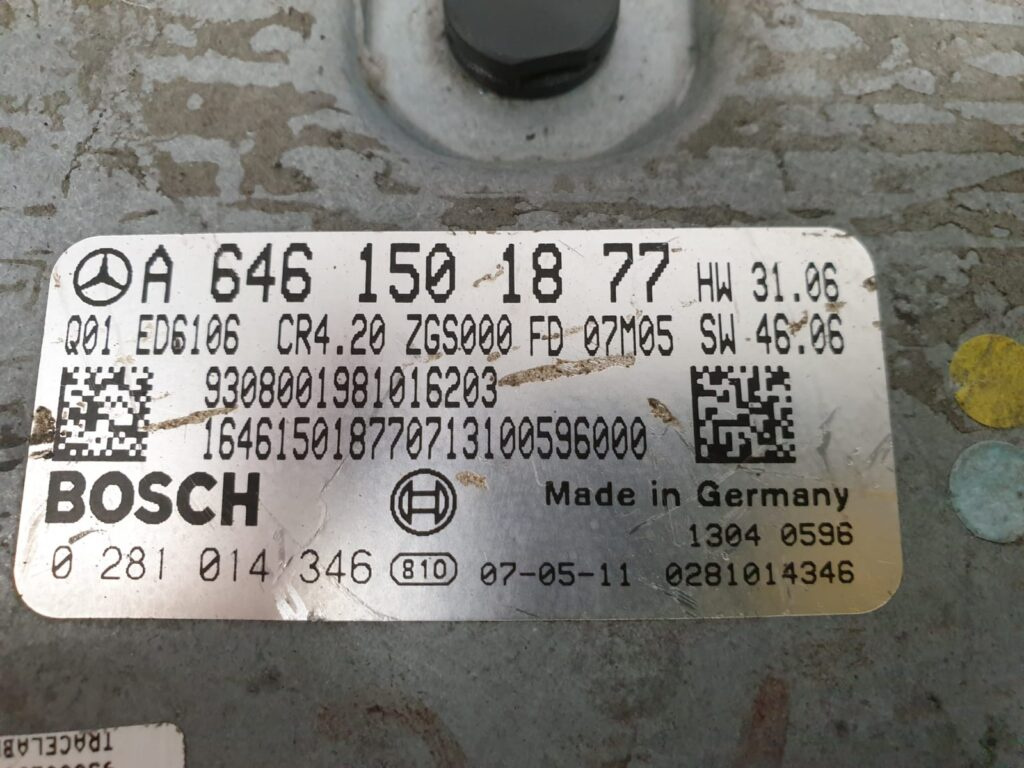 A 646 150 18 77 HW 31.06
Q01 ED6106 CR4.20 ZGS000 FD 07M05 SW 46.06
9308001981016203
164615018770713100596000
BOSCH
Made in Germany
1304 0596
0 281 014 346 810 07-05-11 0281014346